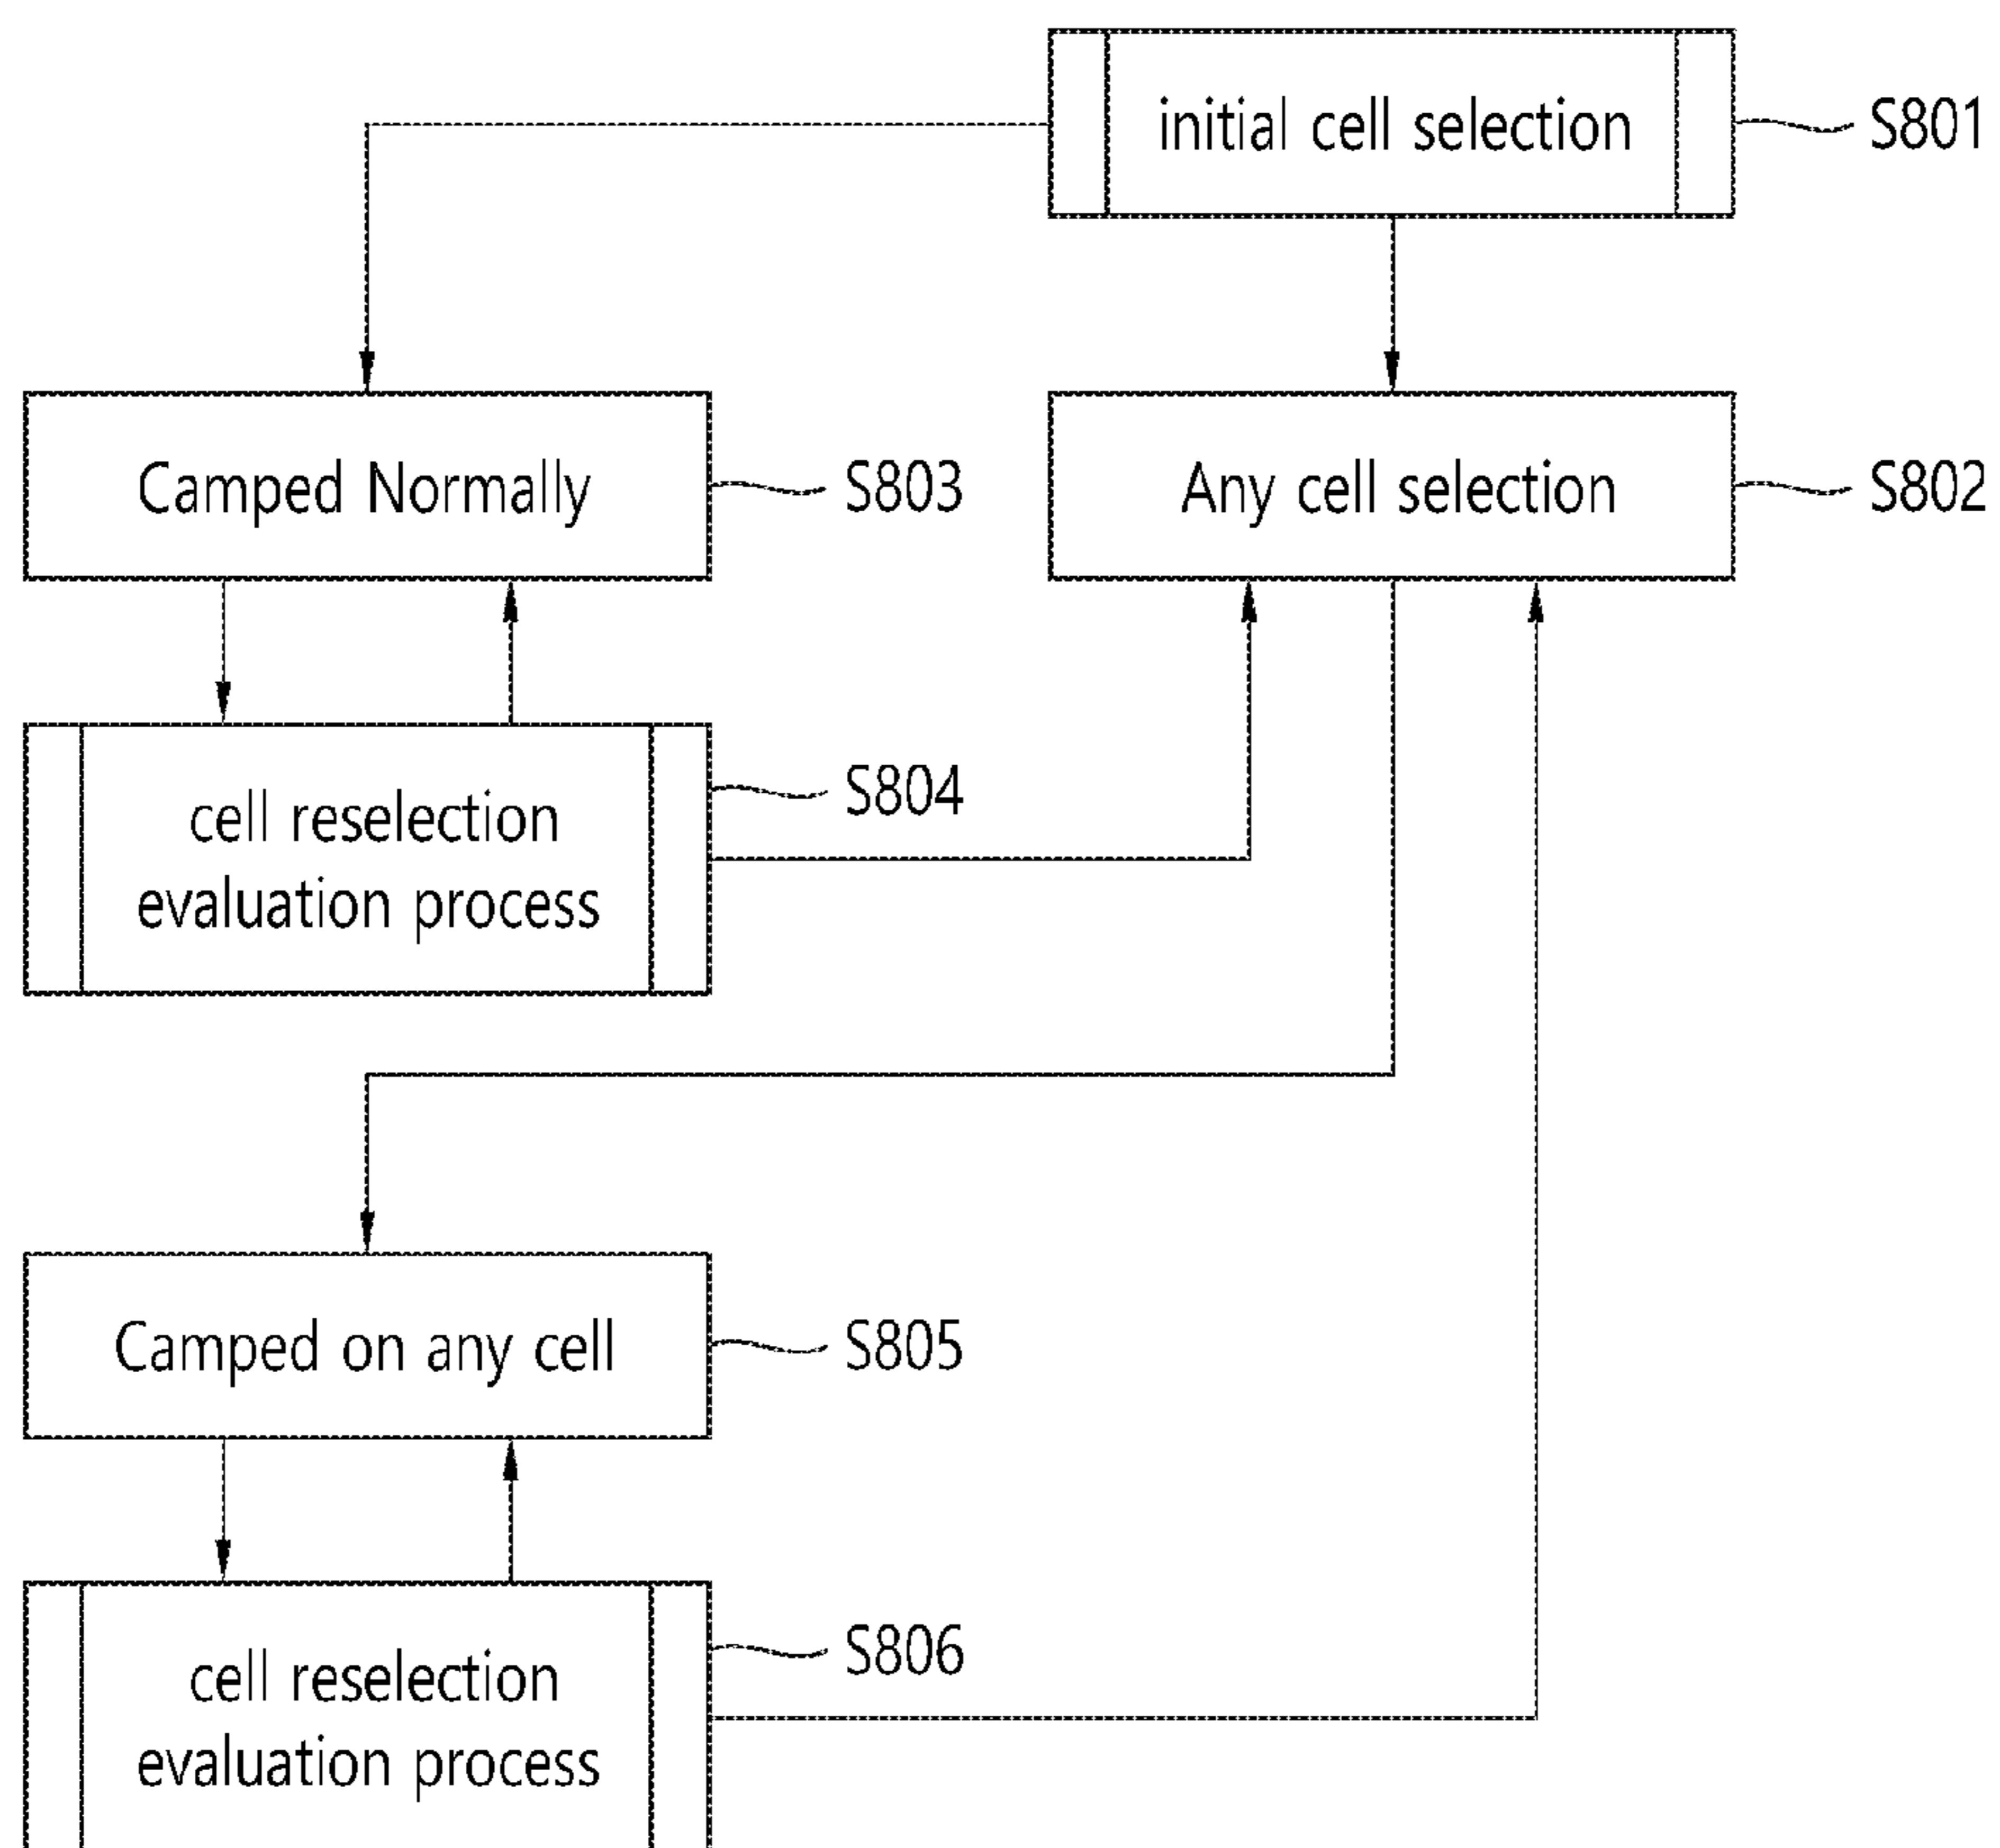 initial cell selection
S801
Camped Normally
S803
Any cell selection
S802
cell reselection
evaluation process
S804
Camped on any cell
S805
cell reselection
evaluation process
S806